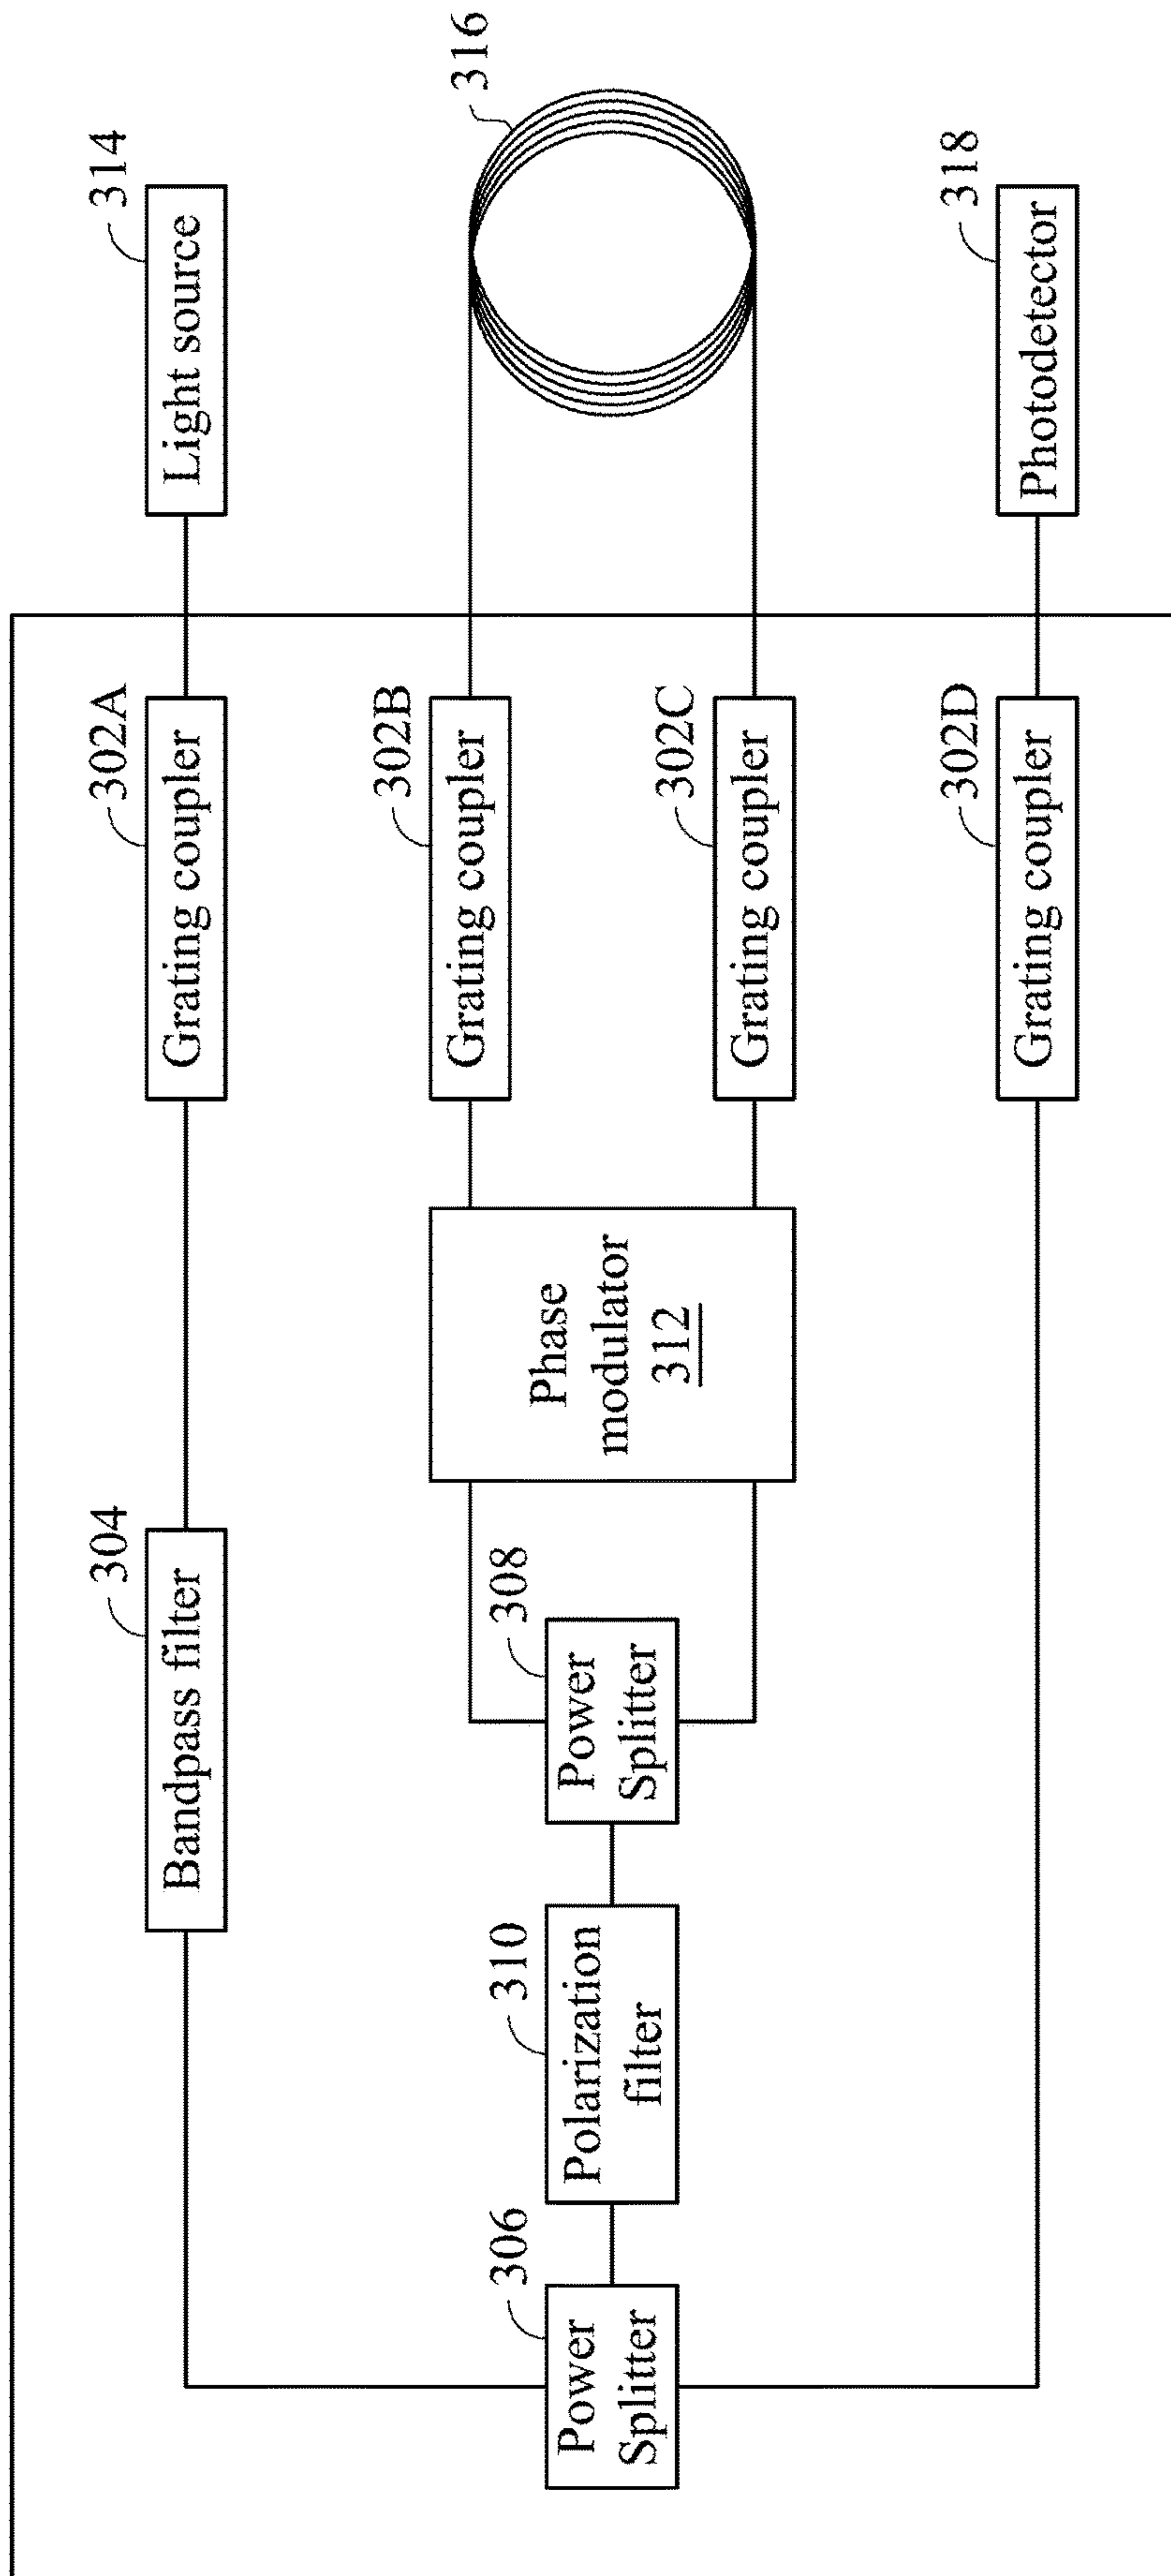 314
Light source
316
318
Photodetector
302A
Grating coupler
302B
Grating coupler
302C
Grating coupler
302D
Grating coupler
Phase
modulator
312
304
Bandpass filter
308
Power
Splitter
310
Polarization
filter
306
Power
Splitter